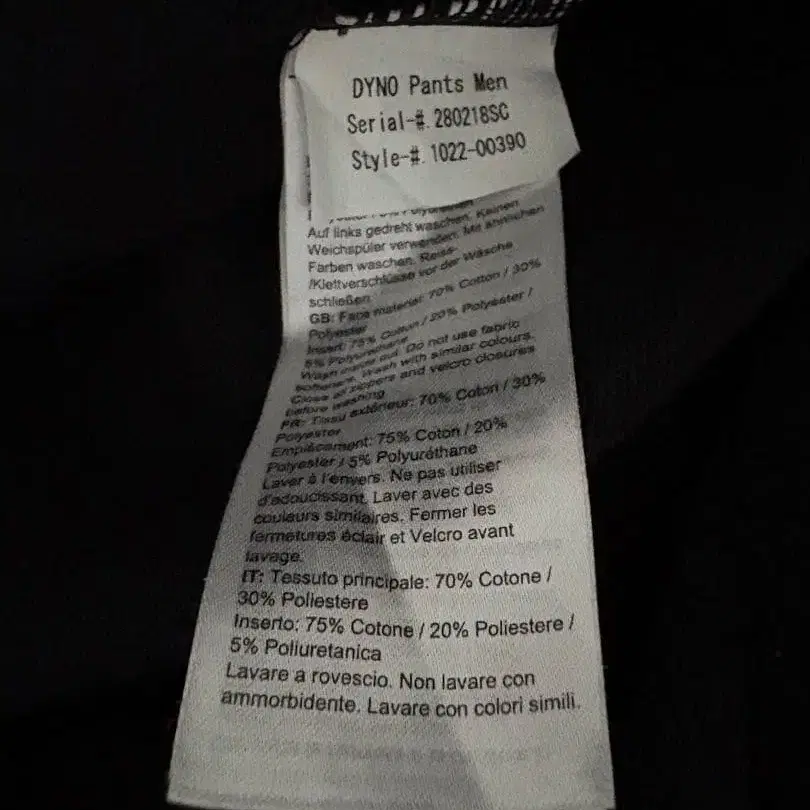 DYNO Pants Men
Serial-#. 280218SC
Style-#. 1022-00390
Auf links gedreht waschen. Keinen
Weichspüler verwenden. Mit ähnlichen
Farben waschen. Reiss-
/Klettverschlüsse vor der Wäsche
schließen
GB: Face material: 70% Cotton / 30%
Polyester
Insert: 75% Cotton / 20% Polyester /
5% Polyurethane
Wash inside out. Do not use fabric
softeners. Wash with similar colours.
Close all zippers and velcro closures
before washing
FR: Tissu extérieur: 70% Coton / 30%
Polyester
Empiècement: 75% Coton / 20%
Polyester / 5% Polyuréthane
Laver à l'envers. Ne pas utiliser
d'adoucissant. Laver avec des
couleurs similaires. Fermer les
fermetures éclair et Velcro avant
lavage.
IT: Tessuto principale: 70% Cotone /
30% Poliestere
Inserto: 75% Cotone / 20% Poliestere /
5% Poliuretanica
Lavare a rovescio. Non lavare con
ammorbidente. Lavare con colori simili.